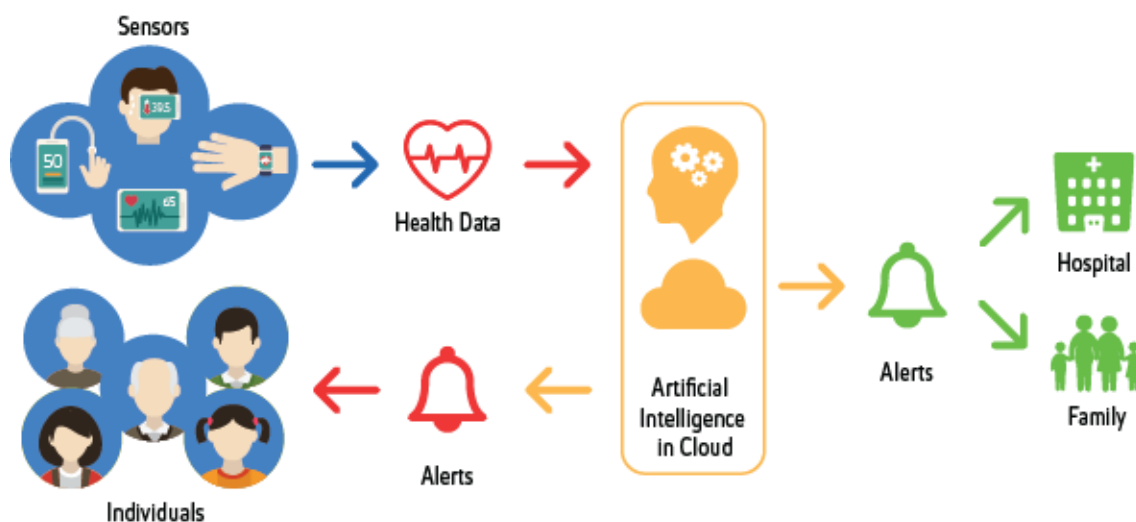 Sensors
39.5
50
65
Health Data
Hospital
Alerts
Family
Artificial
Intelligence
in Cloud
Alerts
Individuals